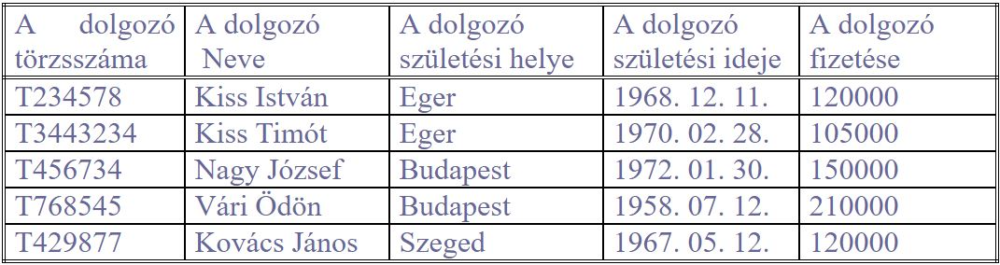 A dolgozó törzsszáma | A dolgozó Neve | A dolgozó születési helye | A dolgozó születési ideje | A dolgozó fizetése
T234578 | Kiss István | Eger | 1968. 12. 11. | 120000
T3443234 | Kiss Timót | Eger | 1970. 02. 28. | 105000
T456734 | Nagy József | Budapest | 1972. 01. 30. | 150000
T768545 | Vári Ödön | Budapest | 1958. 07. 12. | 210000
T429877 | Kovács János | Szeged | 1967. 05. 12. | 120000